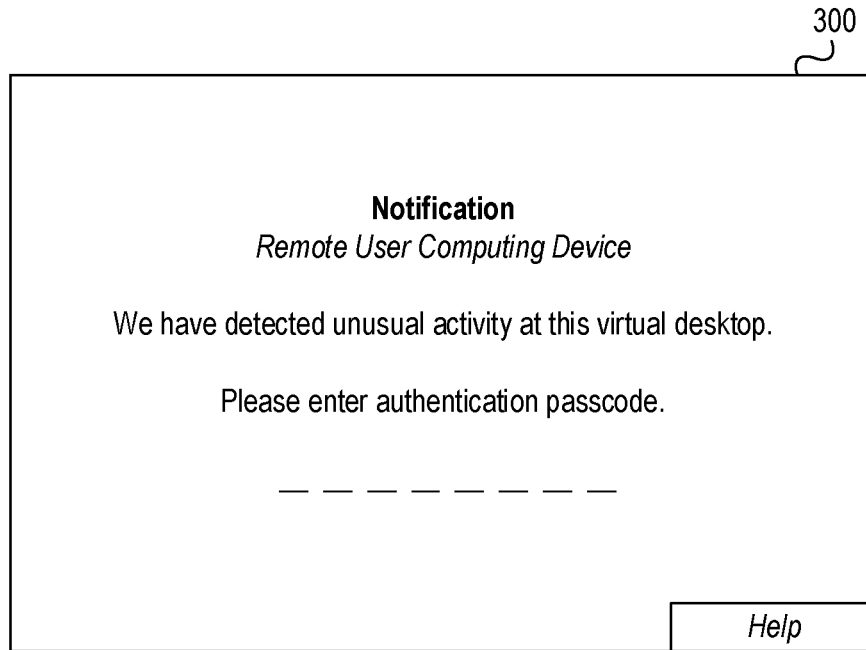 300
Notification
Remote User Computing Device
We have detected unusual activity at this virtual desktop.
Please enter authentication passcode.
Help